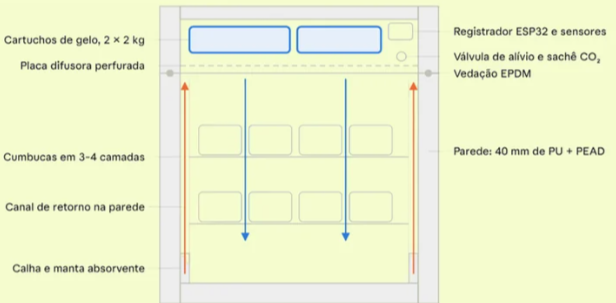 Cartuchos de gelo, 2 × 2 kg
Placa difusora perfurada
Cumbucas em 3-4 camadas
Canal de retorno na parede
Calha e manta absorvente
Registrador ESP32 e sensores
Válvula de alívio e sachê CO₂
Vedação EPDM
Parede: 40 mm de PU + PEAD